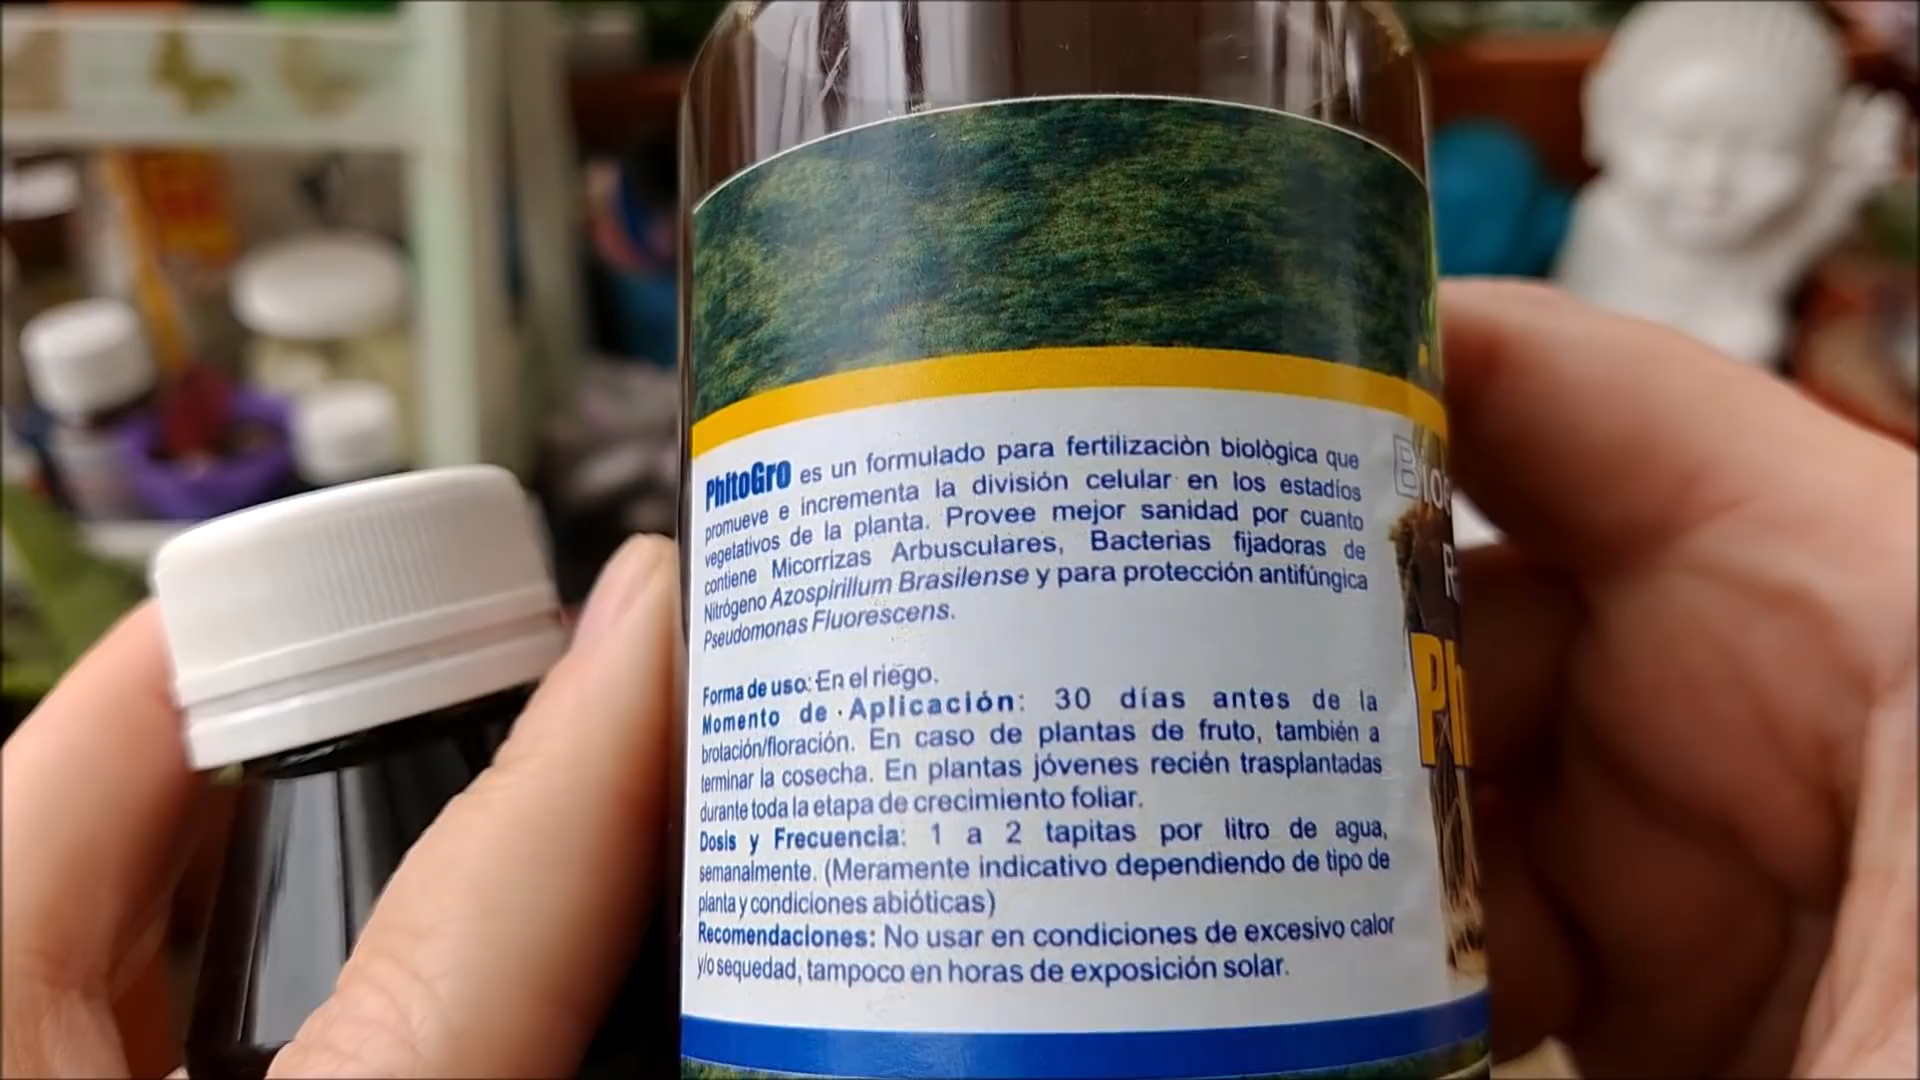 PhitoGro es un formulado para fertilizaciòn biològica que
promueve e incrementa la división celular en los estadíos
vegetativos de la planta. Provee mejor sanidad por cuanto
contiene Micorrizas Arbusculares, Bacterias fijadoras de
Nitrógeno Azospirillum Brasilense y para protección antifúngica
Pseudomonas Fluorescens.
Forma de uso: En el riego.
Momento de Aplicación: 30 días antes de la
brotación/floración. En caso de plantas de fruto, también a
terminar la cosecha. En plantas jóvenes recién trasplantadas
durante toda la etapa de crecimiento foliar.
Dosis y Frecuencia: 1 a 2 tapitas por litro de agua,
semanalmente. (Meramente indicativo dependiendo de tipo de
planta y condiciones abióticas)
Recomendaciones: No usar en condiciones de excesivo calor
y/o sequedad, tampoco en horas de exposición solar.
Ph